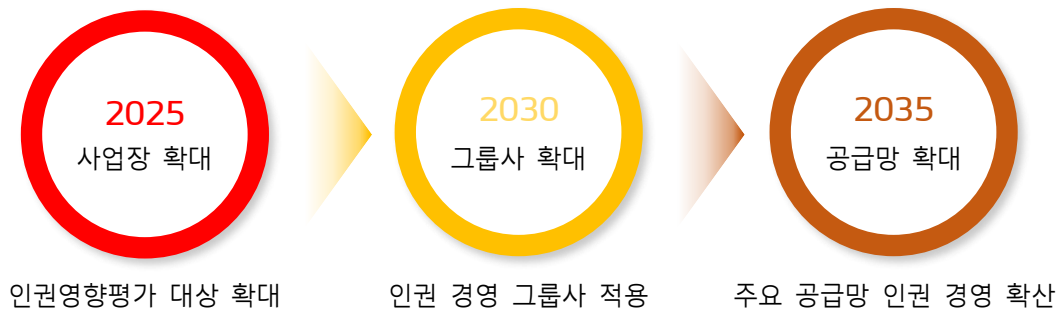 2025
사업장 확대
인권영향평가 대상 확대
2030
그룹사 확대
인권 경영 그룹사 적용
2035
공급망 확대
주요 공급망 인권 경영 확산